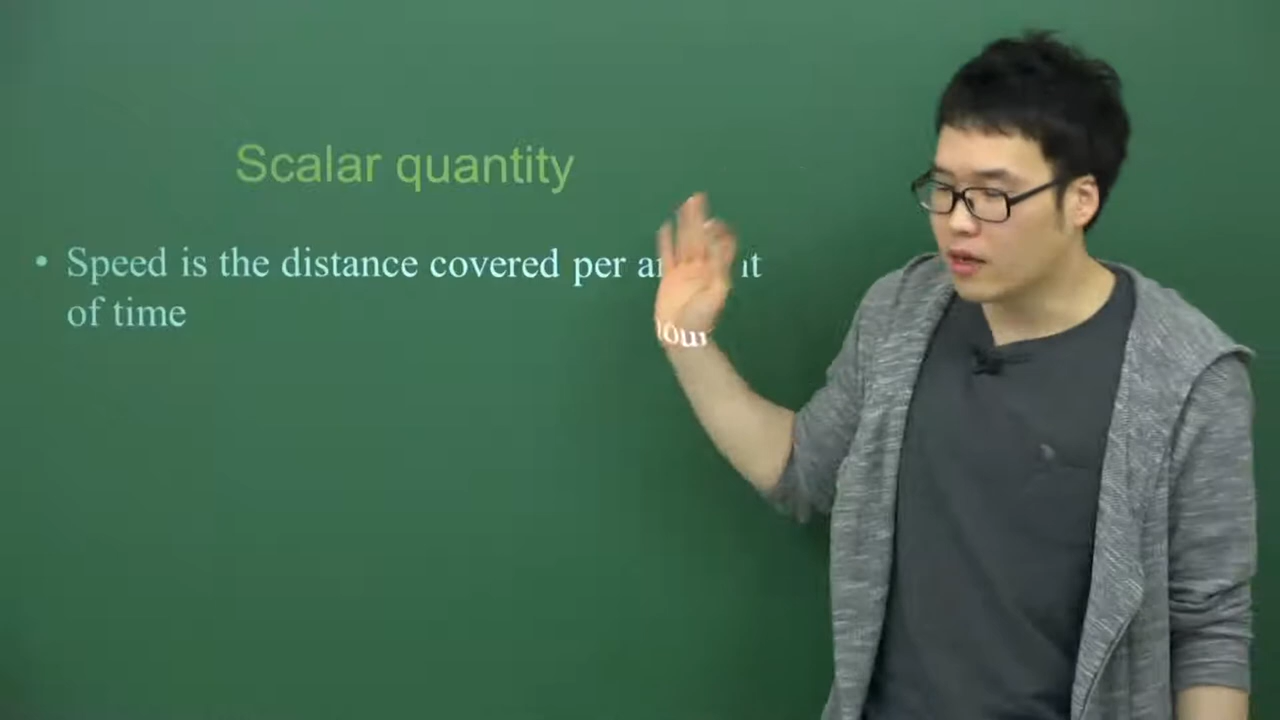 Scalar quantity
• Speed is the distance covered per
of time